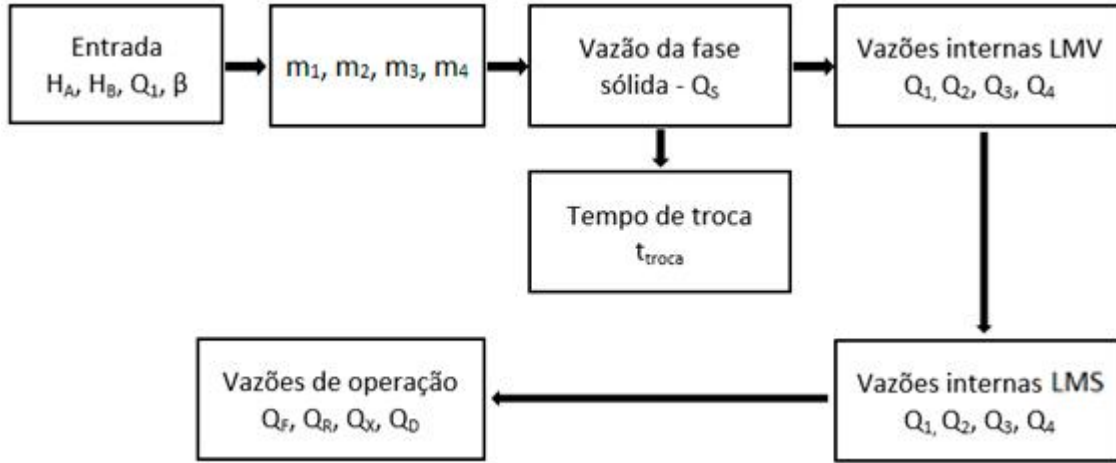 Entrada
H_A, H_B, Q_1, β
m_1, m_2, m_3, m_4
Vazão da fase
sólida - Q_S
Vazões internas LMV
Q_1, Q_2, Q_3, Q_4
Tempo de troca
t_troca
Vazões internas LMS
Q_1, Q_2, Q_3, Q_4
Vazões de operação
Q_F, Q_R, Q_X, Q_D